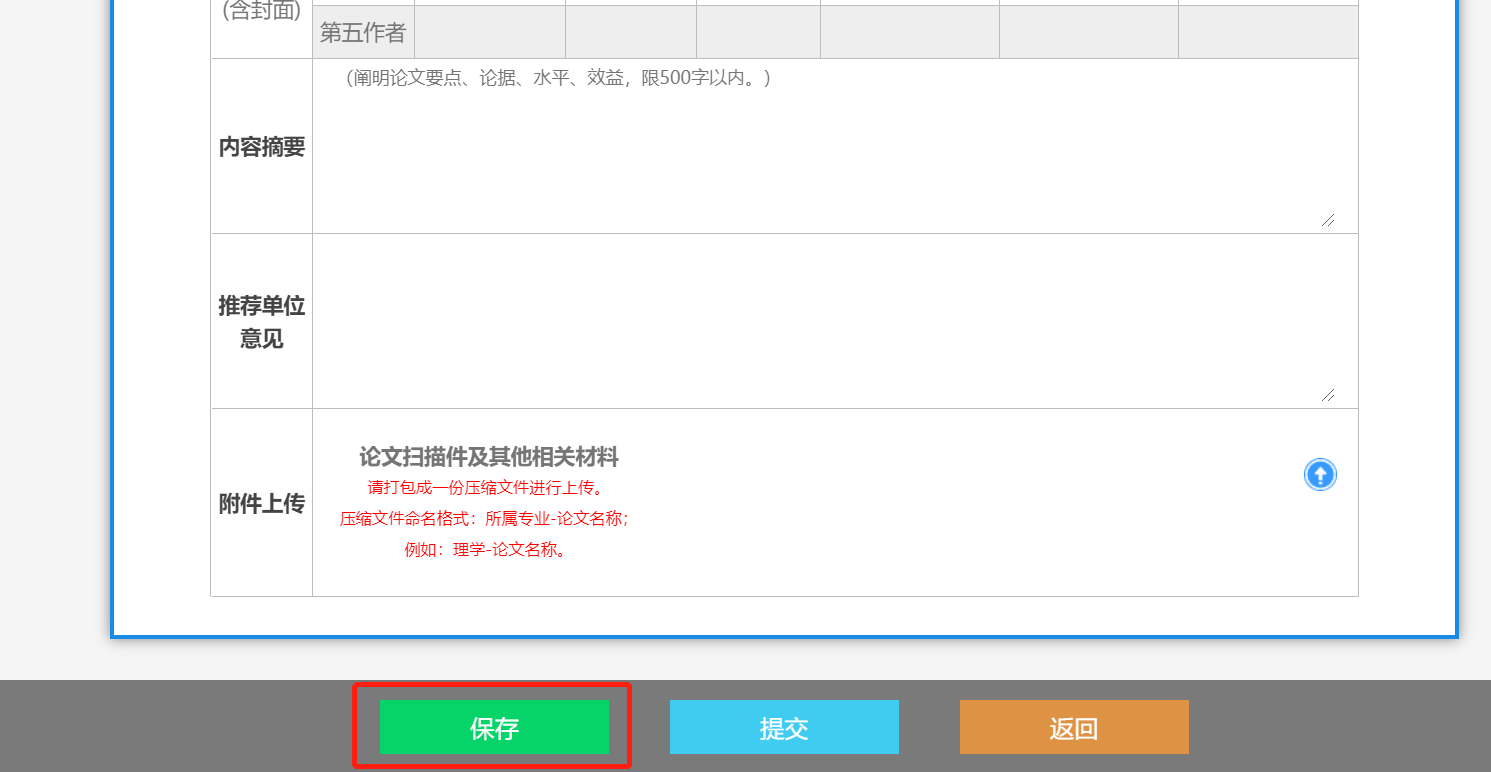 (含封面)
第五作者
（阐明论文要点、论据、水平、效益，限500字以内。）
内容摘要
推荐单位
意见
论文扫描件及其他相关材料
请打包成一份压缩文件进行上传。
附件上传
压缩文件命名格式：所属专业-论文名称；
例如：理学-论文名称。
保存
提交
返回